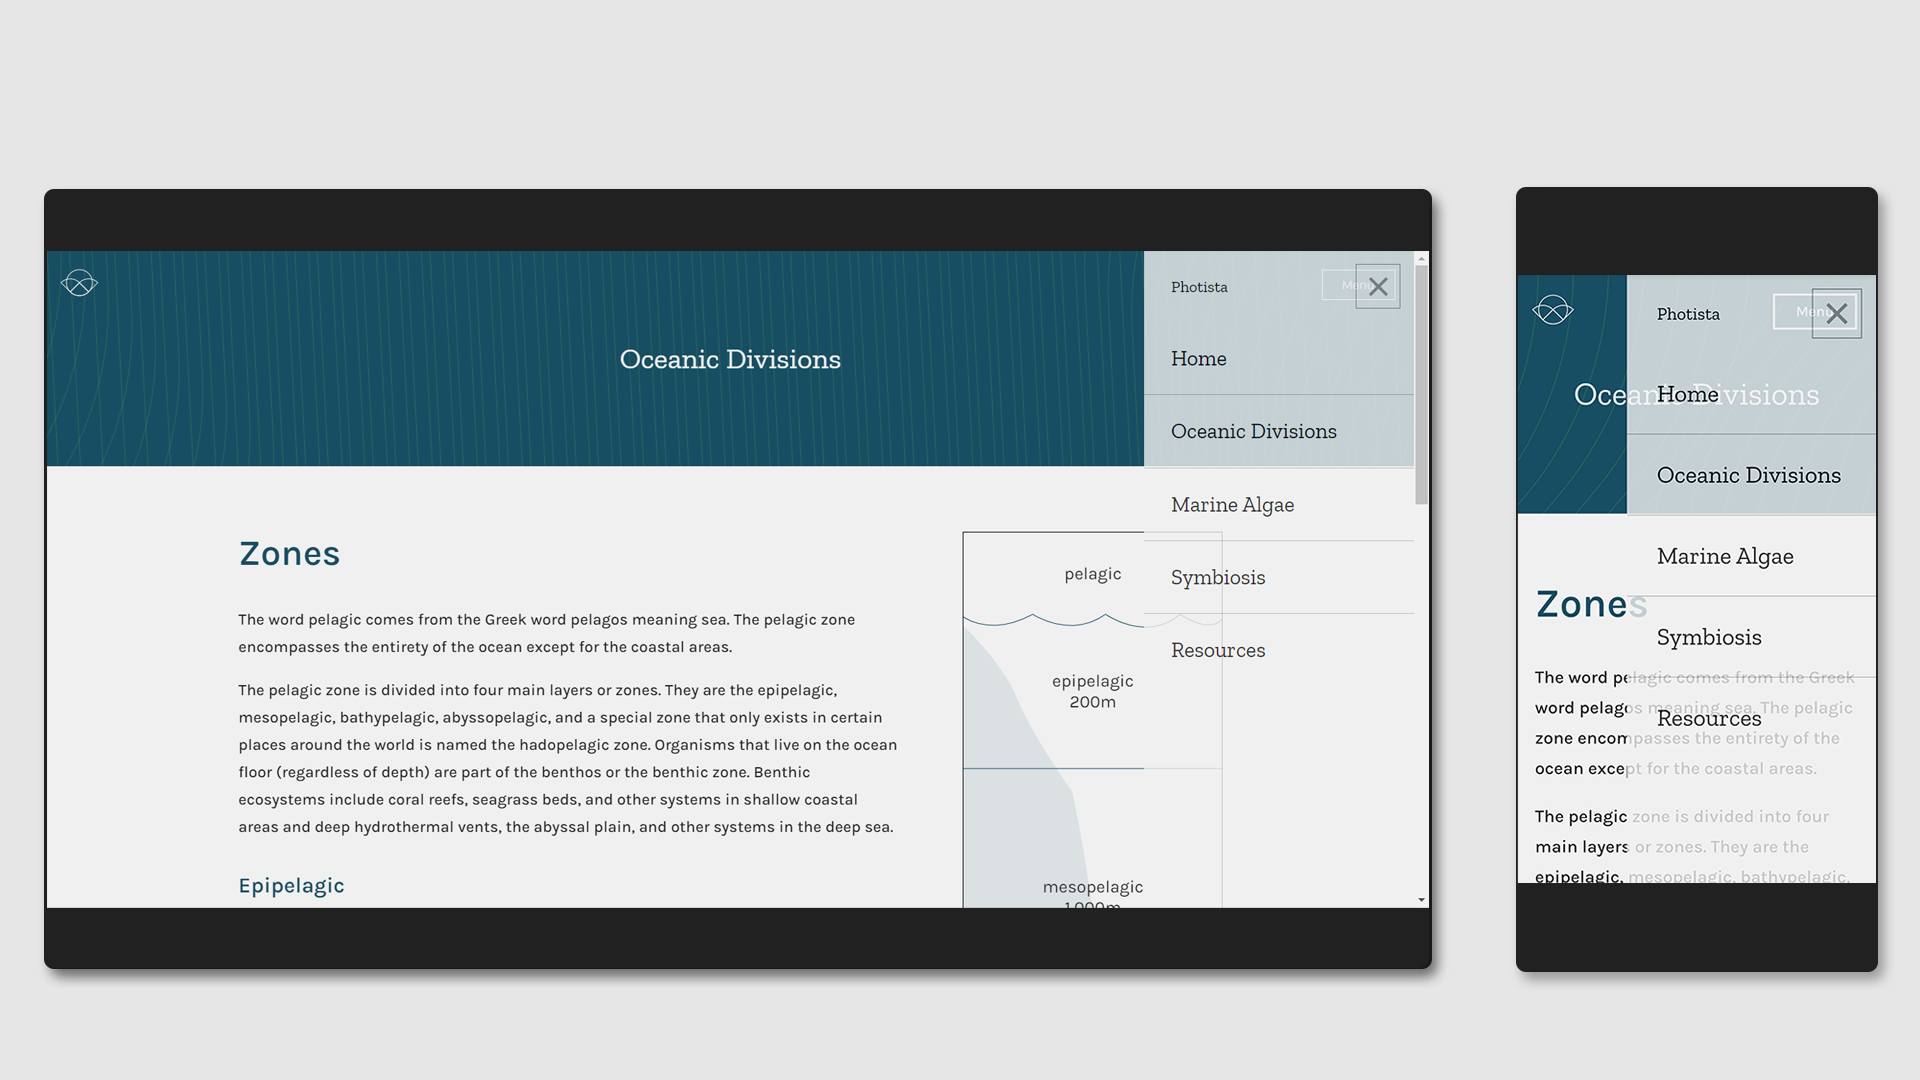 Photista
Menu
Oceanic Divisions
Home
Oceanic Divisions
Marine Algae
Symbiosis
Resources
Zones
The word pelagic comes from the Greek word pelagos meaning sea. The pelagic zone
encompasses the entirety of the ocean except for the coastal areas.
The pelagic zone is divided into four main layers or zones. They are the epipelagic,
mesopelagic, bathypelagic, abyssopelagic, and a special zone that only exists in certain
places around the world is named the hadopelagic zone. Organisms that live on the ocean
floor (regardless of depth) are part of the benthos or the benthic zone. Benthic
ecosystems include coral reefs, seagrass beds, and other systems in shallow coastal
areas and deep hydrothermal vents, the abyssal plain, and other systems in the deep sea.
Epipelagic
pelagic
epipelagic
200m
mesopelagic
1,000m
Photista
Menu
Oceanic Divisions
Home
Oceanic Divisions
Marine Algae
Symbiosis
Resources
Zones
The word pelagic comes from the Greek
word pelagos meaning sea. The pelagic
zone encompasses the entirety of the
ocean except for the coastal areas.
The pelagic zone is divided into four
main layers or zones. They are the
epipelagic, mesopelagic, bathypelagic,